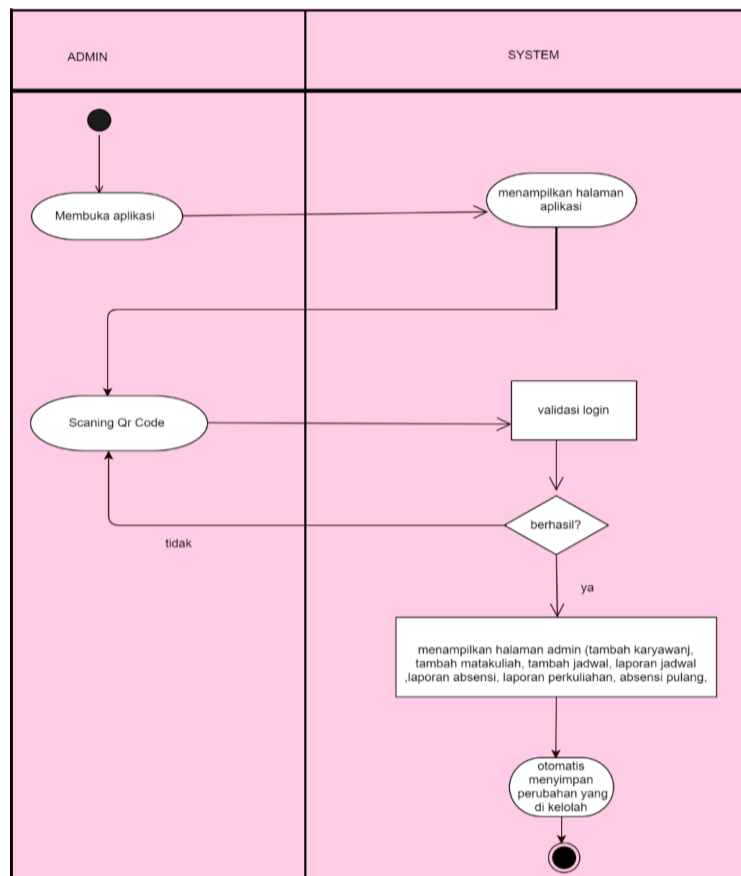 ADMIN
SYSTEM
Membuka aplikasi
menampilkan halaman
aplikasi
Scaning Qr Code
validasi login
berhasil?
tidak
ya
menampilkan halaman admin (tambah karyawanj,
tambah matakuliah, tambah jadwal, laporan jadwal
,laporan absensi, laporan perkuliahan, absensi pulang,
otomatis
menyimpan
perubahan yang
di kelolah